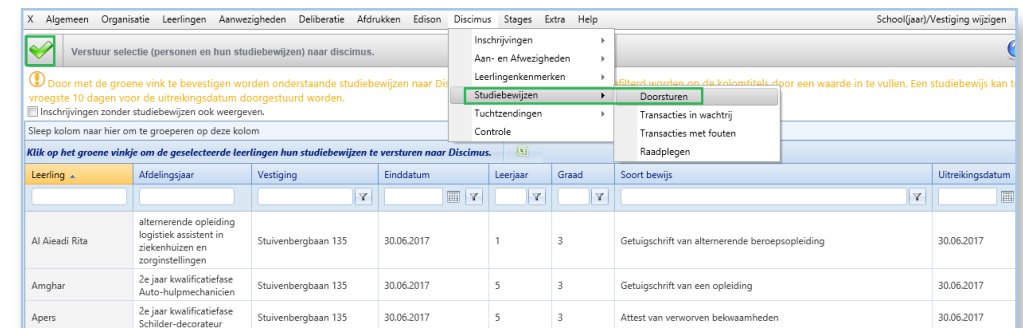 X Algemeen Organisatie Leerlingen Aanwezigheden Deliberatie Afdrukken Edison Discimus Stages Extra Help School(jaar)/Vestiging wijzigen
Verstuur selectie (personen en hun studiebewijzen) naar discimus.
Inschrijvingen
Aan- en Afwezigheden
Leerlingenkenmerken
Studiebewijzen
Tuchtzendingen
Controle
Doorsturen
Transacties in wachtrij
Transacties met fouten
Raadplegen
Door met de groene vink te bevestigen worden onderstaande studiebewijzen naar Dis filterd worden op de kolomtitels door een waarde in te vullen. Een studiebewijs kan t
vroegste 10 dagen voor de uitreikingsdatum doorgestuurd worden.
Inschrijvingen zonder studiebewijzen ook weergeven.
Sleep kolom naar hier om te groeperen op deze kolom
Klik op het groene vinkje om de geselecteerde leerlingen hun studiebewijzen te versturen naar Discimus.
Leerling Afdelingsjaar Vestiging Einddatum Leerjaar Graad Soort bewijs Uitreikingsdatum
Al Aieadi Rita alternerende opleiding logistiek assistent in ziekenhuizen en zorginstellingen Stuivenbergbaan 135 30.06.2017 1 3 Getuigschrift van alternerende beroepsopleiding 30.06.2017
Amghar 2e jaar kwalificatiefase Auto-hulpmechanicien Stuivenbergbaan 135 30.06.2017 5 3 Getuigschrift van een opleiding 30.06.2017
Apers 2e jaar kwalificatiefase Schilder-decorateur Stuivenbergbaan 135 30.06.2017 5 3 Attest van verworven bekwaamheden 30.06.2017